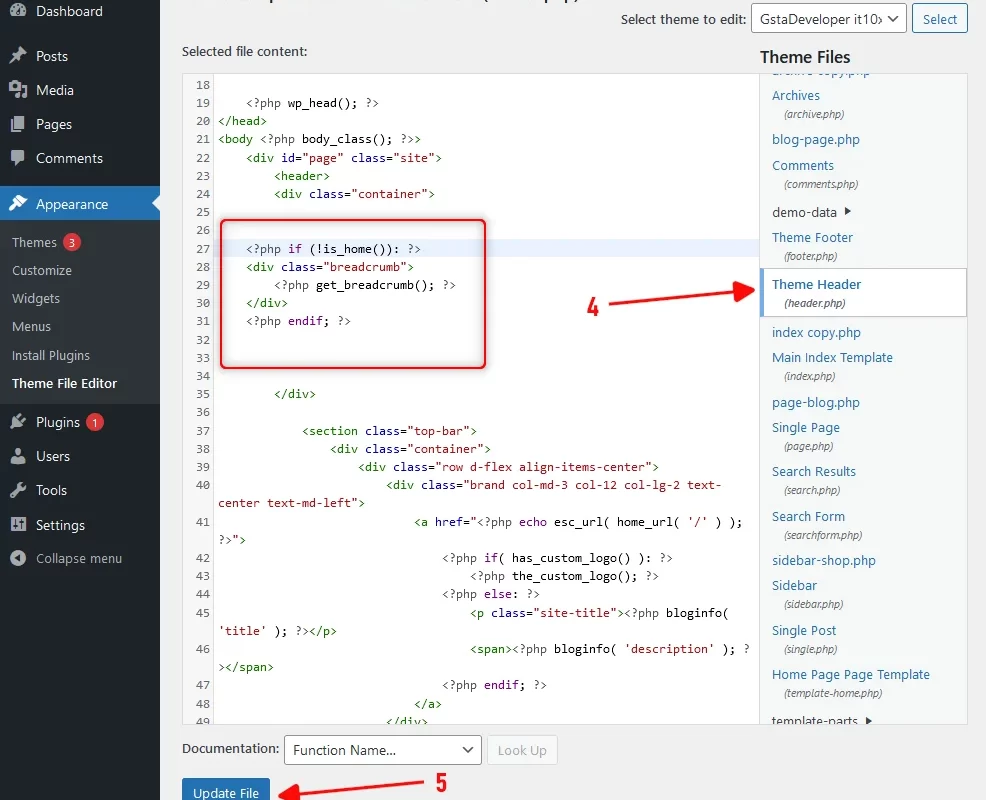 Dashboard
Posts
Media
Pages
Comments
Appearance
Themes 3
Customize
Widgets
Menus
Install Plugins
Theme File Editor
Plugins 1
Users
Tools
Settings
Collapse menu
Select theme to edit: GstaDeveloper it10x Select
Selected file content:
18
19 <?php wp_head(); ?>
20 </head>
21 <body <?php body_class(); ?>>
22 <div id="page" class="site">
23 <header>
24 <div class="container">
25
26
27 <?php if (!is_home()): ?>
28 <div class="breadcrumb">
29 <?php get_breadcrumb(); ?>
30 </div>
31 <?php endif; ?>
32
33
34
35 </div>
36
37 <section class="top-bar">
38 <div class="container">
39 <div class="row d-flex align-items-center">
40 <div class="brand col-md-3 col-12 col-lg-2 text-
center text-md-left">
41 <a href="<?php echo esc_url( home_url( '/' ) );
?>">
42 <?php if( has_custom_logo() ): ?>
43 <?php the_custom_logo(); ?>
44 <?php else: ?>
45 <p class="site-title"><?php bloginfo(
'title' ); ?></p>
46 <span><?php bloginfo( 'description' ); ?
></span>
47 <?php endif; ?>
48 </a>
49 </div>
Theme Files
archive-copy.php
Archives
(archive.php)
blog-page.php
Comments
(comments.php)
demo-data
Theme Footer
(footer.php)
Theme Header
(header.php)
index copy.php
Main Index Template
(index.php)
page-blog.php
Single Page
(page.php)
Search Results
(search.php)
Search Form
(searchform.php)
sidebar-shop.php
Sidebar
(sidebar.php)
Single Post
(single.php)
Home Page Page Template
(template-home.php)
template-parts
4
Documentation: Function Name... Look Up
Update File
5